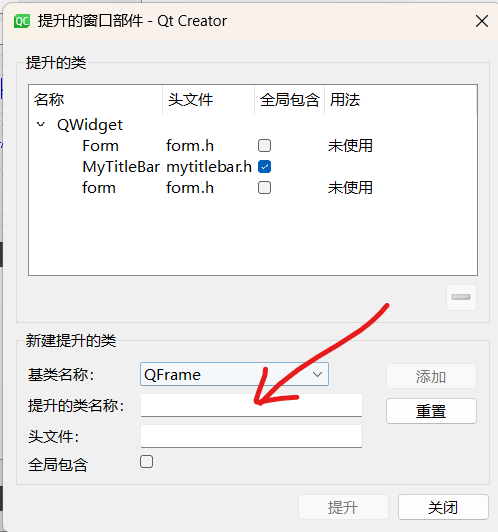 QC 提升的窗口部件 - Qt Creator
提升的类
名称 头文件 全局包含 用法
QWidget
Form form.h 未使用
MyTitleBar mytitlebar.h
form form.h 未使用
新建提升的类
基类名称： QFrame 添加
提升的类名称： 重置
头文件：
全局包含
提升 关闭